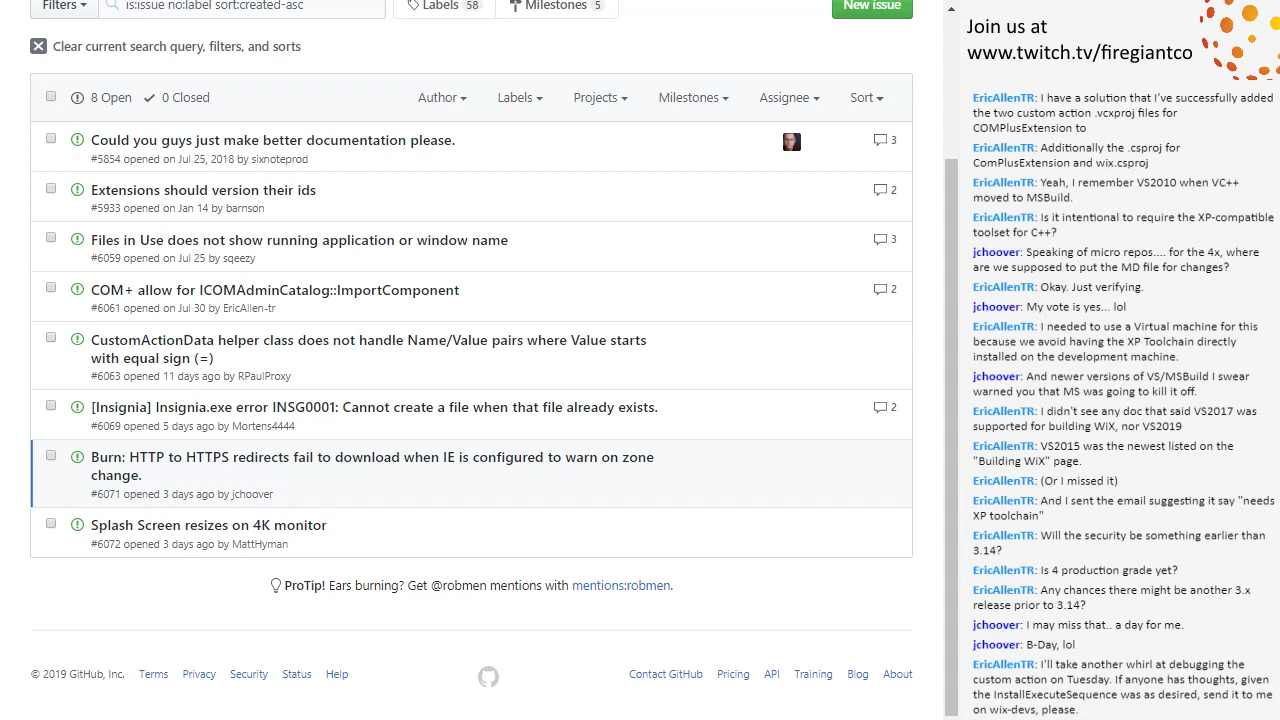 Filters
is:issue no:label sort:created-asc
Labels 58
Milestones 5
New issue
Clear current search query, filters, and sorts
8 Open 0 Closed
Author Labels Projects Milestones Assignee Sort
Could you guys just make better documentation please.
3
#5854 opened on Jul 25, 2018 by sixnoteprod
Extensions should version their ids
2
#5933 opened on Jan 14 by barnson
Files in Use does not show running application or window name
3
#6059 opened on Jul 25 by sqeezy
COM+ allow for ICOMAdminCatalog::ImportComponent
2
#6061 opened on Jul 30 by EricAllen-tr
CustomActionData helper class does not handle Name/Value pairs where Value starts
with equal sign (=)
#6063 opened 11 days ago by RPaulProxy
[Insignia] Insignia.exe error INSG0001: Cannot create a file when that file already exists.
2
#6069 opened 5 days ago by Mortens4444
Burn: HTTP to HTTPS redirects fail to download when IE is configured to warn on zone
change.
#6071 opened 3 days ago by jchoover
Splash Screen resizes on 4K monitor
#6072 opened 3 days ago by MattHyman
ProTip! Ears burning? Get @robmen mentions with mentions:robmen.
© 2019 GitHub, Inc. Terms Privacy Security Status Help
Contact GitHub Pricing API Training Blog About
Join us at
www.twitch.tv/firegiantco
EricAllenTR: I have a solution that I've successfully added
the two custom action .vcxproj files for
COMPlusExtension to
EricAllenTR: Additionally the .csproj for
ComPlusExtension and wix.csproj
EricAllenTR: Yeah, I remember VS2010 when VC++
moved to MSBuild.
EricAllenTR: Is it intentional to require the XP-compatible
toolset for C++?
jchoover: Speaking of micro repos.... for the 4x, where
are we supposed to put the MD file for changes?
EricAllenTR: Okay. Just verifying.
jchoover: My vote is yes... lol
EricAllenTR: I needed to use a Virtual machine for this
because we avoid having the XP Toolchain directly
installed on the development machine.
jchoover: And newer versions of VS/MSBuild I swear
warned you that MS was going to kill it off.
EricAllenTR: I didn't see any doc that said VS2017 was
supported for building WiX, nor VS2019
EricAllenTR: VS2015 was the newest listed on the
"Building WiX" page.
EricAllenTR: (Or I missed it)
EricAllenTR: And I sent the email suggesting it say "needs
XP toolchain"
EricAllenTR: Will the security be something earlier than
3.14?
EricAllenTR: Is 4 production grade yet?
EricAllenTR: Any chances there might be another 3.x
release prior to 3.14?
jchoover: I may miss that.. a day for me.
jchoover: B-Day, lol
EricAllenTR: I'll take another whirl at debugging the
custom action on Tuesday. If anyone has thoughts, given
the InstallExecuteSequence was as desired, send it to me
on wix-devs, please.